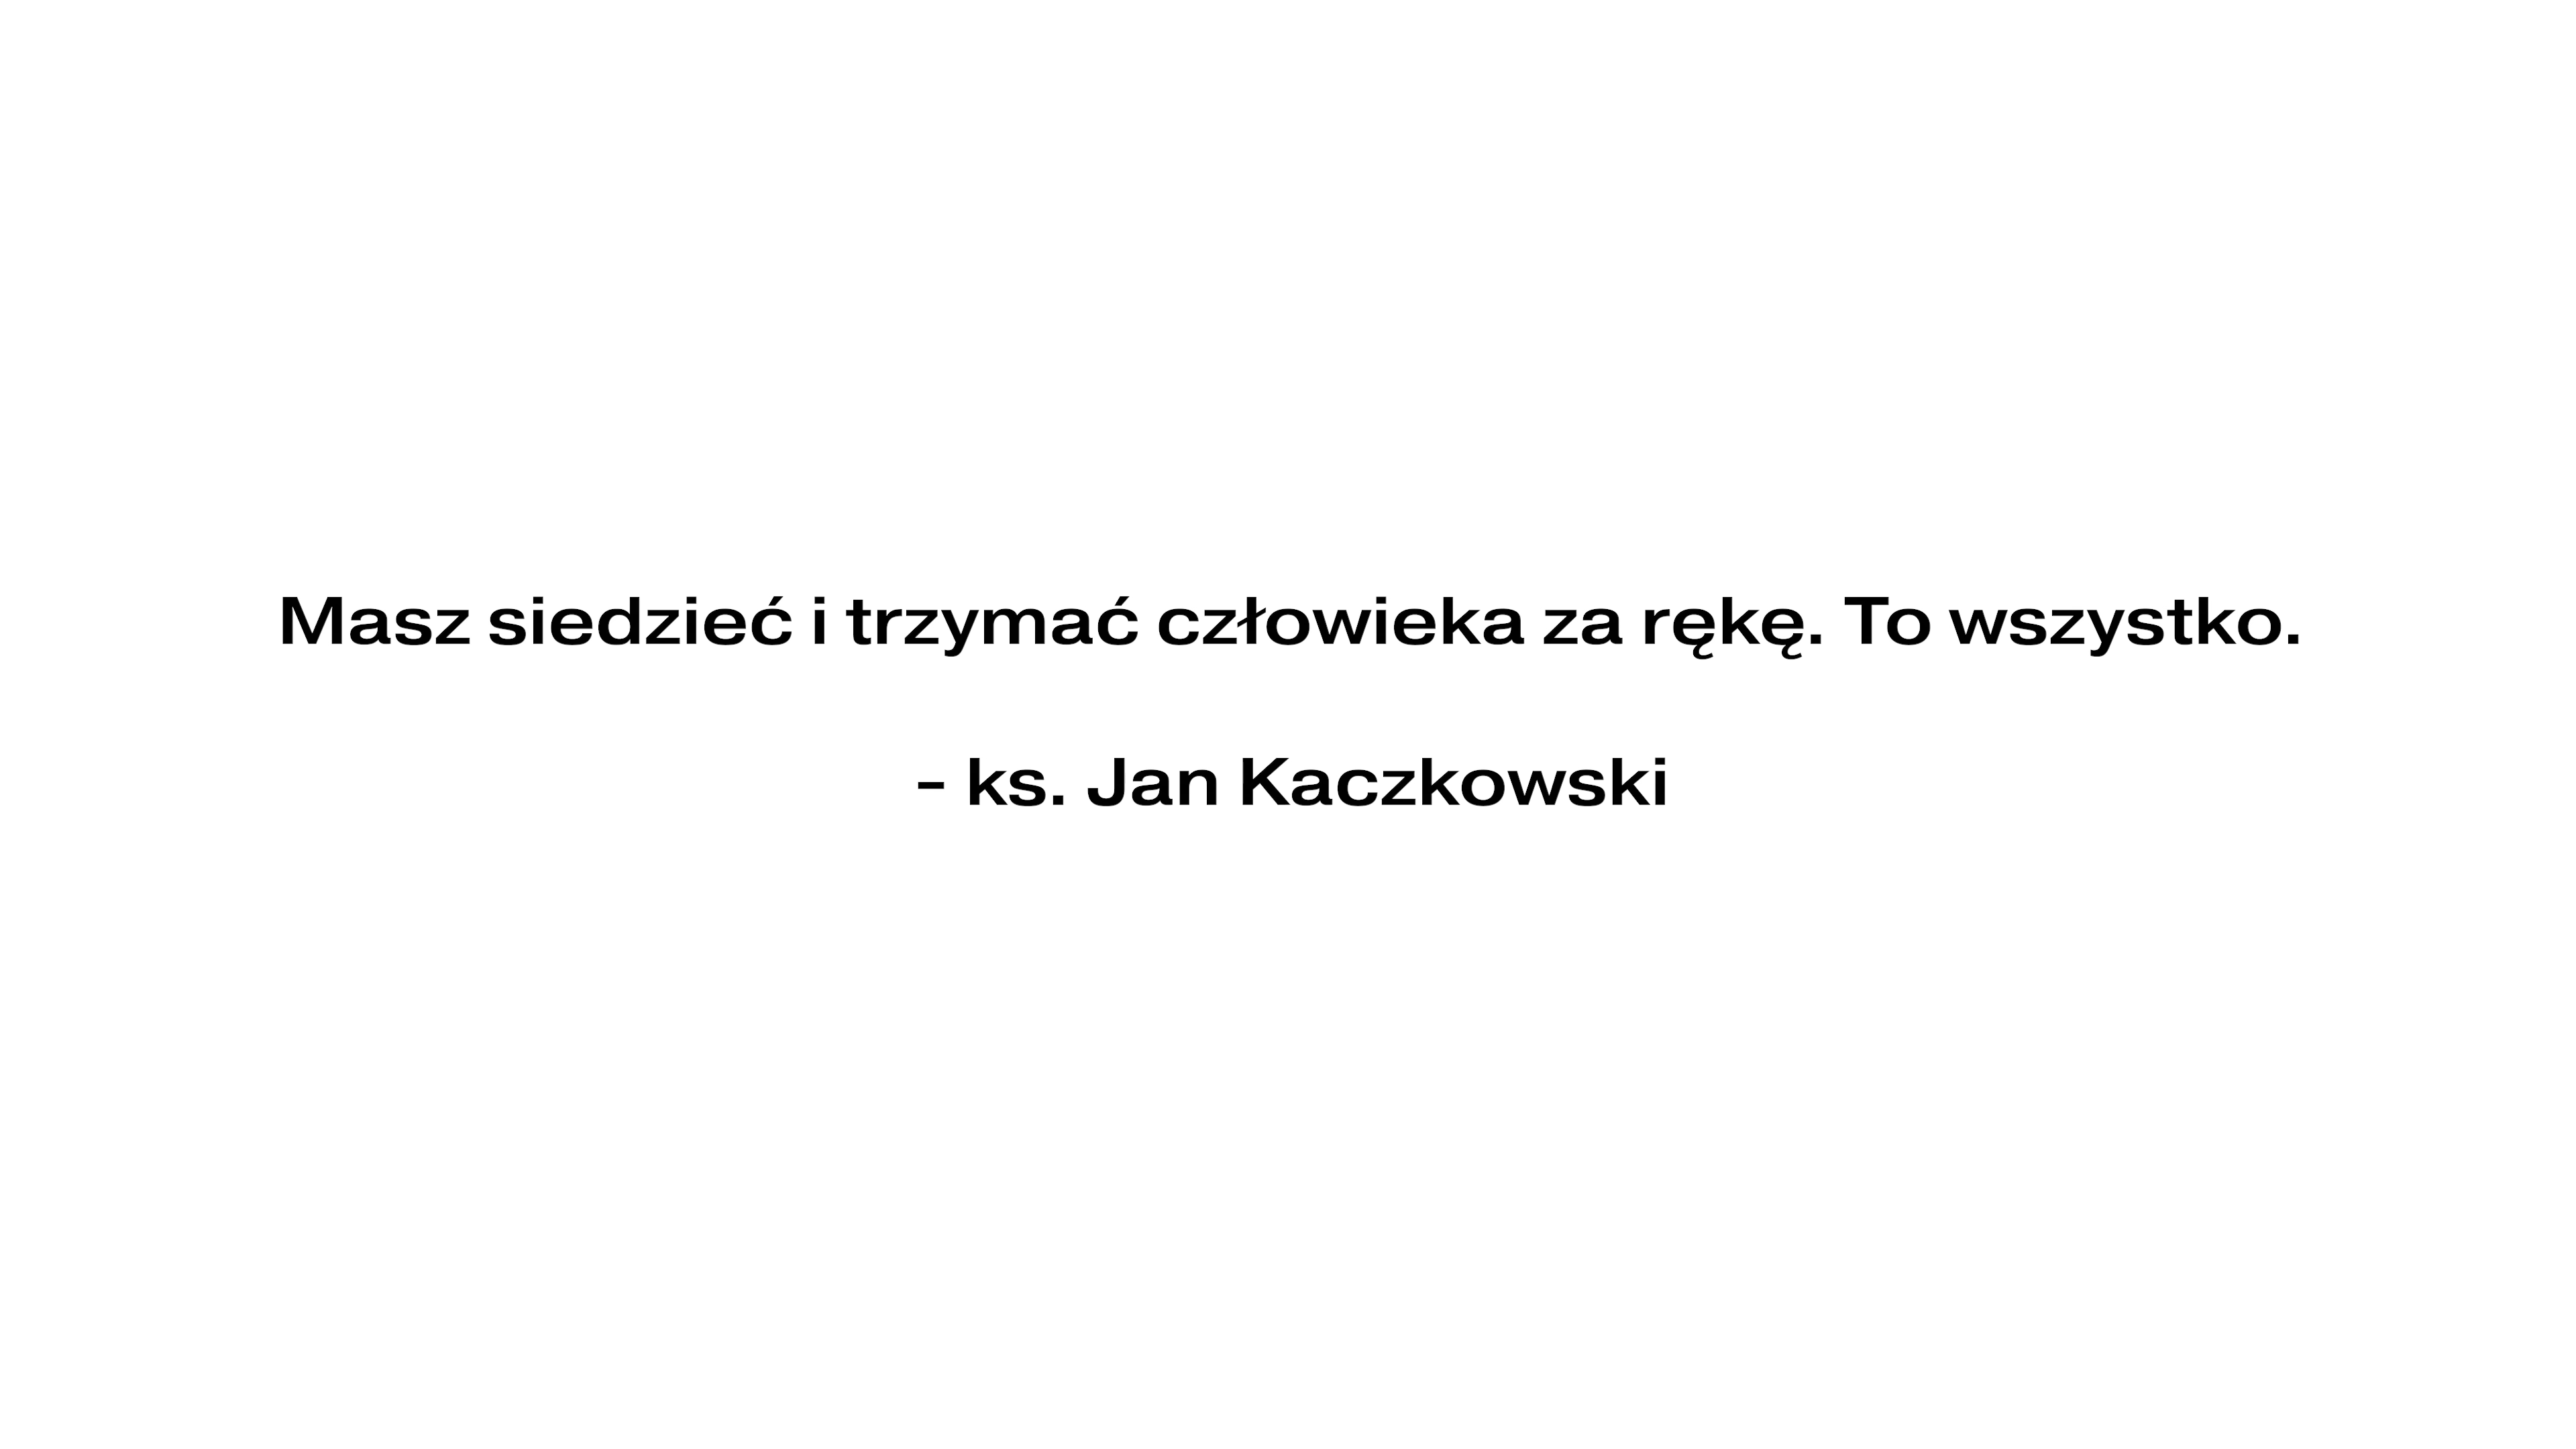 Masz siedzieć i trzymać człowieka za rękę. To wszystko.
- ks. Jan Kaczkowski